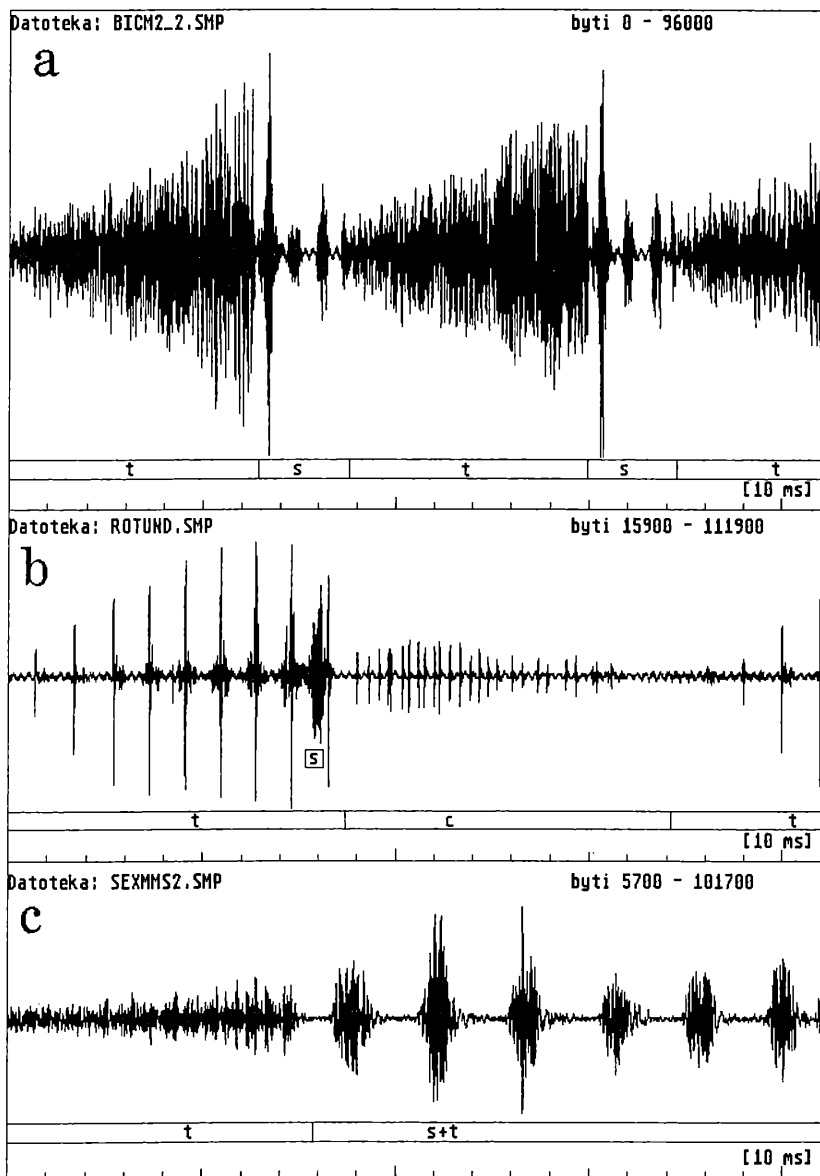 Datoteka: BICM2_2.SMP byti 0 - 96000
a
t s t s t
[10 ms]
Datoteka: ROTUND.SMP byti 15900 - 111900
b
s
t c t
[10 ms]
Datoteka: SEXMMS2.SMP byti 5700 - 101700
c
t s+t
[10 ms]